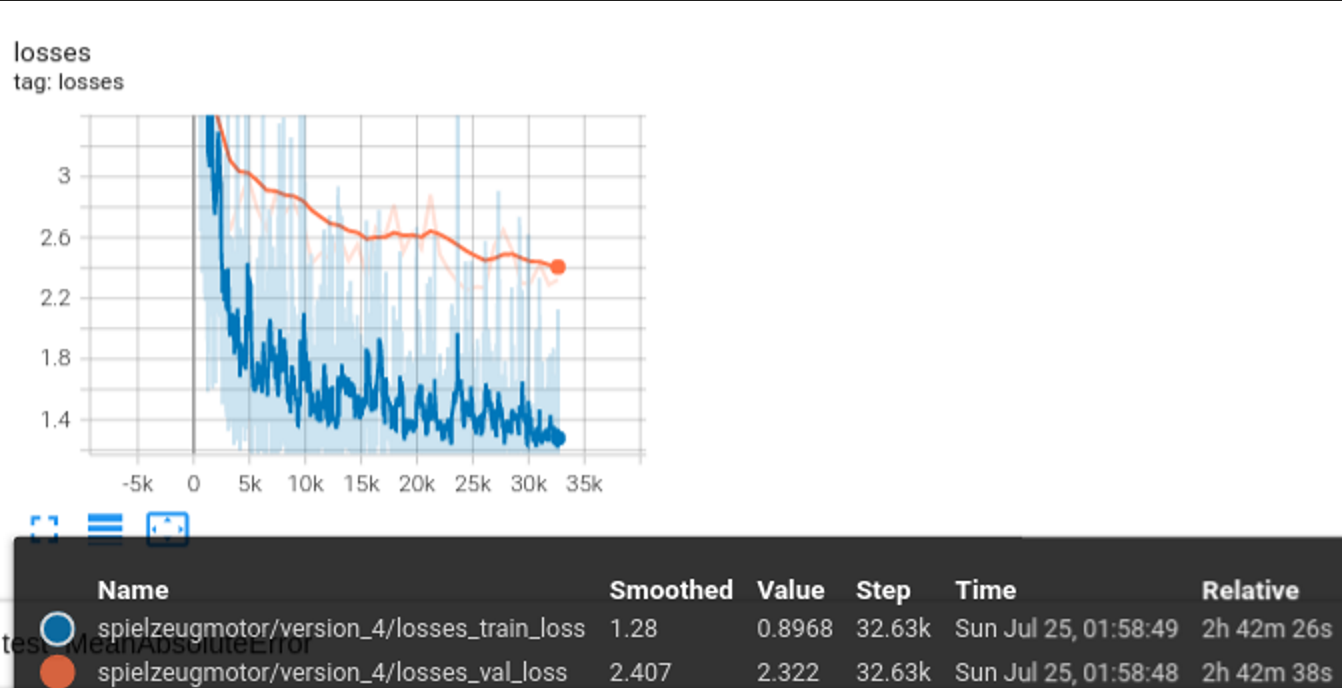 losses
tag: losses
3
2.6
2.2
1.8
1.4
-5k 0 5k 10k 15k 20k 25k 30k 35k
Name Smoothed Value Step Time Relative
spielzeugmotor/version_4/losses_train_loss 1.28 0.8968 32.63k Sun Jul 25, 01:58:49 2h 42m 26s
test_MeanAbsoluteError
spielzeugmotor/version_4/losses_val_loss 2.407 2.322 32.63k Sun Jul 25, 01:58:48 2h 42m 38s